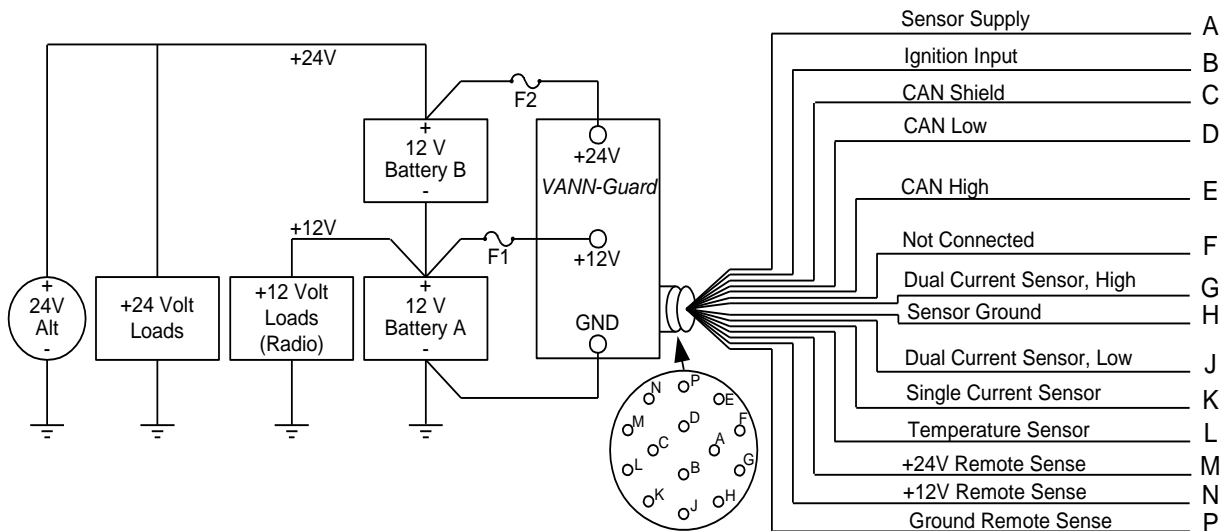 +24V
F2
+
12 V
Battery B
-
+24V
VANN-Guard
+12V
F1
+12V
+
24V
Alt
-
+24 Volt
Loads
+12 Volt
Loads
(Radio)
+
12 V
Battery A
-
GND
Sensor Supply A
Ignition Input B
CAN Shield C
CAN Low D
CAN High E
Not Connected F
Dual Current Sensor, High G
Sensor Ground H
Dual Current Sensor, Low J
Single Current Sensor K
Temperature Sensor L
+24V Remote Sense M
+12V Remote Sense N
Ground Remote Sense P
N P E
M D F
C A
L B G
K J H